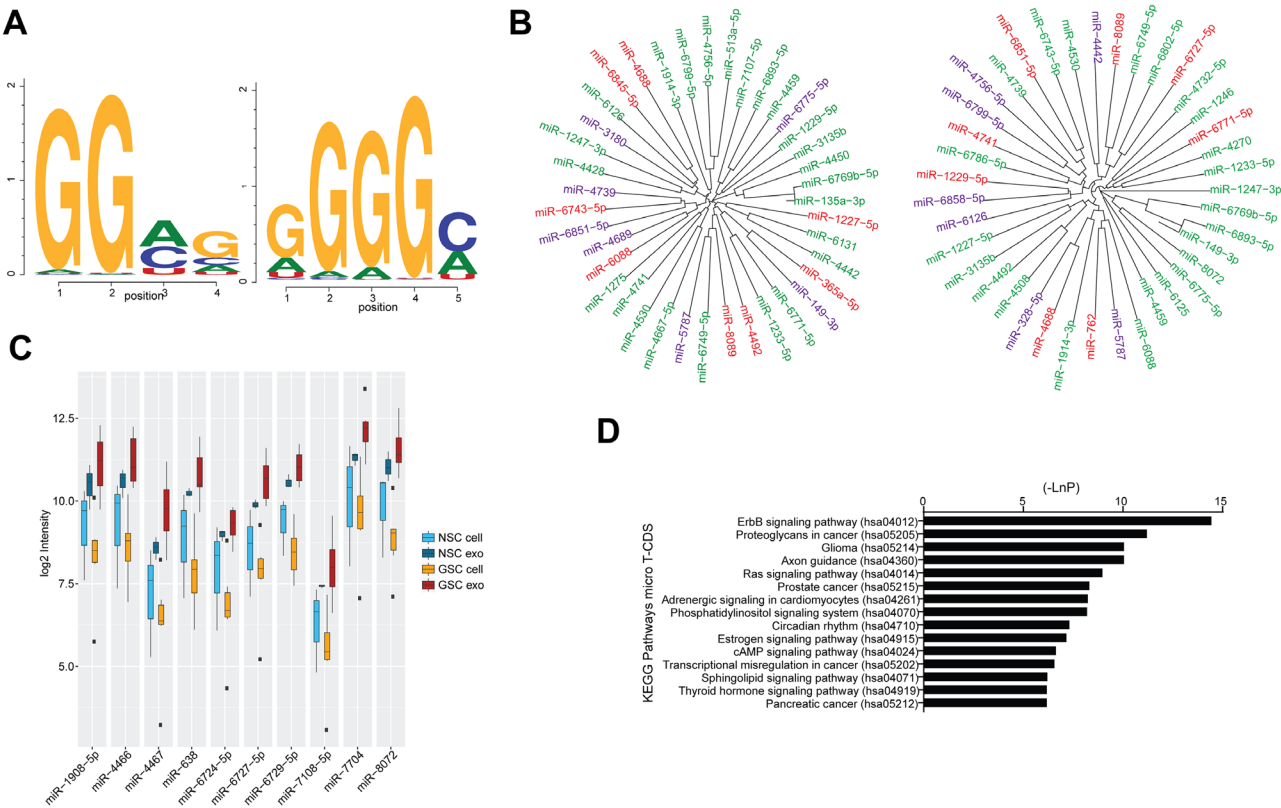 A
2
1
0
GG
A
C
U
G
C
A
1
2
3
4
position
2
1
0
G
A
U
G
A
G
A
G
C
A
U
1
2
3
4
5
position
B
miR-4756-5p
miR-513a-5p
miR-7107-5p
miR-6893-5p
miR-4459
miR-6775-5p
miR-1229-5p
miR-3135b
miR-4450
miR-6769b-5p
miR-135a-3p
miR-1227-5p
miR-6131
miR-4442
miR-365a-5p
miR-149-3p
miR-6771-5p
miR-1233-5p
miR-4492
miR-8089
miR-6749-5p
miR-5787
miR-4667-5p
miR-4530
miR-4741
miR-1275
miR-6088
miR-4689
miR-6851-5p
miR-6743-5p
miR-4739
miR-4428
miR-1247-3p
miR-3180
miR-6126
miR-6845-5p
miR-4688
miR-1914-3p
miR-6799-5p
miR-4442
miR-8089
miR-6749-5p
miR-6802-5p
miR-6727-5p
miR-4732-5p
miR-1246
miR-6771-5p
miR-4270
miR-1233-5p
miR-1247-3p
miR-6769b-5p
miR-6893-5p
miR-149-3p
miR-8072
miR-6775-5p
miR-6125
miR-4459
miR-6088
miR-5787
miR-762
miR-1914-3p
miR-4688
miR-328-5p
miR-4508
miR-4492
miR-3135b
miR-1227-5p
miR-6126
miR-6858-5p
miR-1229-5p
miR-6786-5p
miR-4741
miR-6799-5p
miR-4756-5p
miR-4739
miR-6851-5p
miR-6743-5p
miR-4530
C
log2 Intensity
12.5
10.0
7.5
5.0
miR-1908-5p
miR-4466
miR-4467
miR-638
miR-6724-5p
miR-6727-5p
miR-6729-5p
miR-7108-5p
miR-7704
miR-8072
NSC cell
NSC exo
GSC cell
GSC exo
D
(-LnP)
0
5
10
15
KEGG Pathways micro T-CDS
ErbB signaling pathway (hsa04012)
Proteoglycans in cancer (hsa05205)
Glioma (hsa05214)
Axon guidance (hsa04360)
Ras signaling pathway (hsa04014)
Prostate cancer (hsa05215)
Adrenergic signaling in cardiomyocytes (hsa04261)
Phosphatidylinositol signaling system (hsa04070)
Circadian rhythm (hsa04710)
Estrogen signaling pathway (hsa04915)
cAMP signaling pathway (hsa04024)
Transcriptional misregulation in cancer (hsa05202)
Sphingolipid signaling pathway (hsa04071)
Thyroid hormone signaling pathway (hsa04919)
Pancreatic cancer (hsa05212)